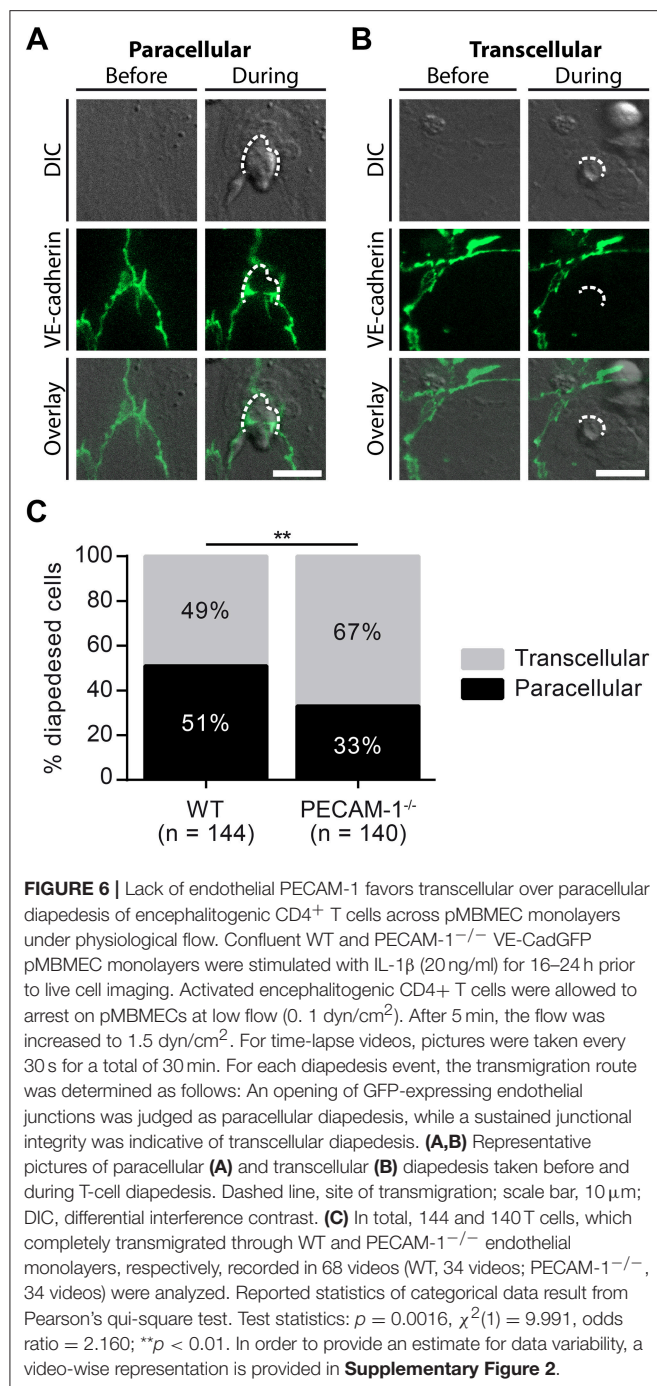 A
Paracellular
Before During
DIC
VE-cadherin
Overlay
B
Transcellular
Before During
DIC
VE-cadherin
Overlay
C
**
% diapedesed cells
100
80
60
40
20
0
49%
51%
67%
33%
WT
(n = 144)
PECAM-1-/-
(n = 140)
Transcellular
Paracellular
FIGURE 6 | Lack of endothelial PECAM-1 favors transcellular over paracellular
diapedesis of encephalitogenic CD4+ T cells across pMBMEC monolayers
under physiological flow. Confluent WT and PECAM-1−/− VE-CadGFP
pMBMEC monolayers were stimulated with IL-1β (20 ng/ml) for 16–24 h prior
to live cell imaging. Activated encephalitogenic CD4+ T cells were allowed to
arrest on pMBMECs at low flow (0. 1 dyn/cm2). After 5 min, the flow was
increased to 1.5 dyn/cm2. For time-lapse videos, pictures were taken every
30 s for a total of 30 min. For each diapedesis event, the transmigration route
was determined as follows: An opening of GFP-expressing endothelial
junctions was judged as paracellular diapedesis, while a sustained junctional
integrity was indicative of transcellular diapedesis. (A,B) Representative
pictures of paracellular (A) and transcellular (B) diapedesis taken before and
during T-cell diapedesis. Dashed line, site of transmigration; scale bar, 10 μm;
DIC, differential interference contrast. (C) In total, 144 and 140 T cells, which
completely transmigrated through WT and PECAM-1−/− endothelial
monolayers, respectively, recorded in 68 videos (WT, 34 videos; PECAM-1−/−,
34 videos) were analyzed. Reported statistics of categorical data result from
Pearson's qui-square test. Test statistics: p = 0.0016, χ2(1) = 9.991, odds
ratio = 2.160; **p < 0.01. In order to provide an estimate for data variability, a
video-wise representation is provided in Supplementary Figure 2.